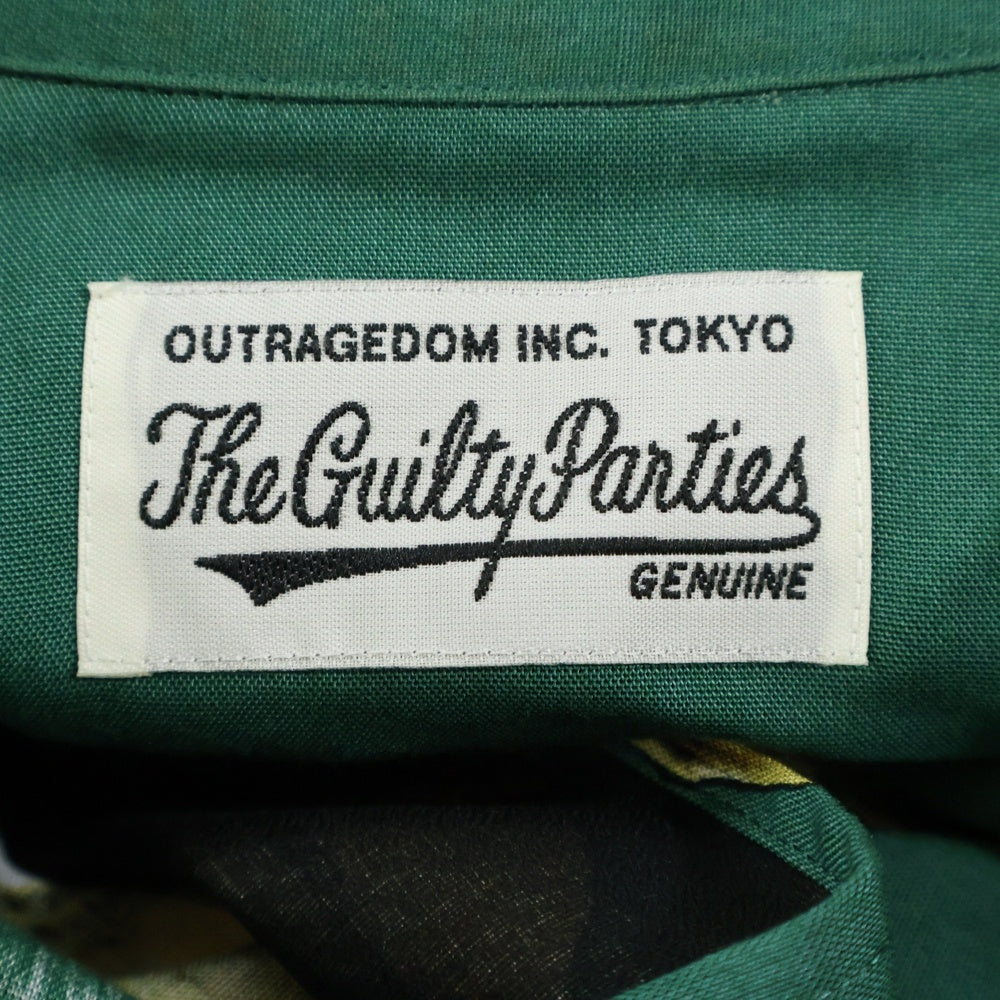 OUTRAGEDOM INC. TOKYO
The Guilty Parties
GENUINE